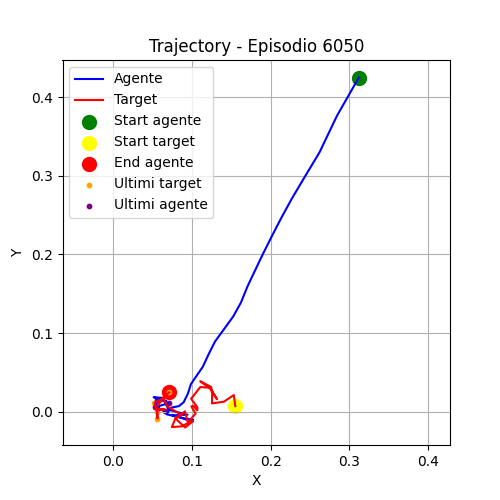 Trajectory - Episodio 6050
Agente
Target
Start agente
Start target
End agente
Ultimi target
Ultimi agente
Y
0.4
0.3
0.2
0.1
0.0
0.0
0.1
0.2
0.3
0.4
X